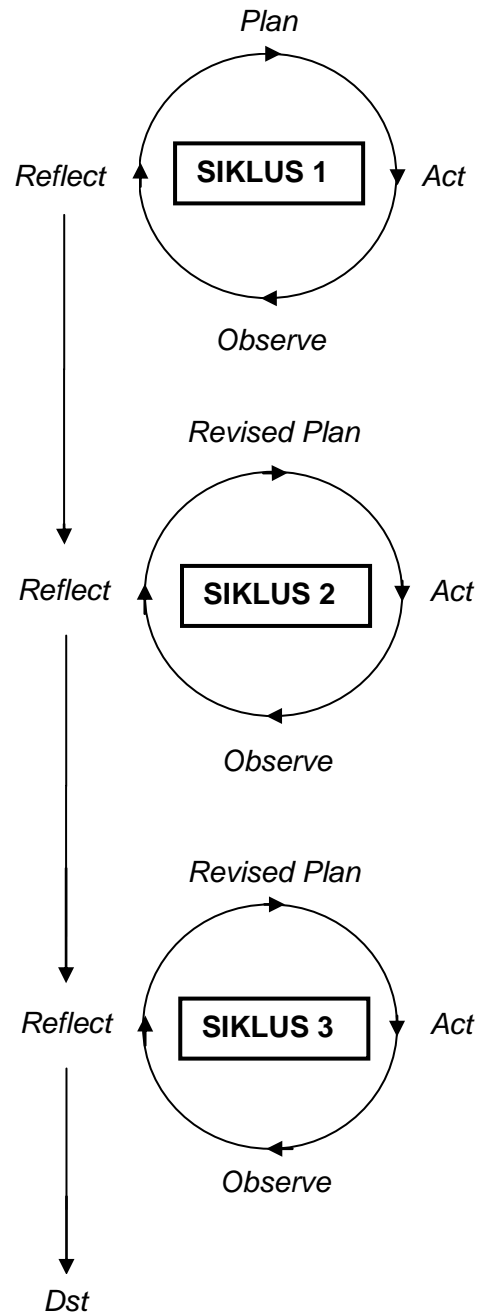 Plan
Reflect
SIKLUS 1
Act
Observe
Revised Plan
Reflect
SIKLUS 2
Act
Observe
Revised Plan
Reflect
SIKLUS 3
Act
Observe
Dst